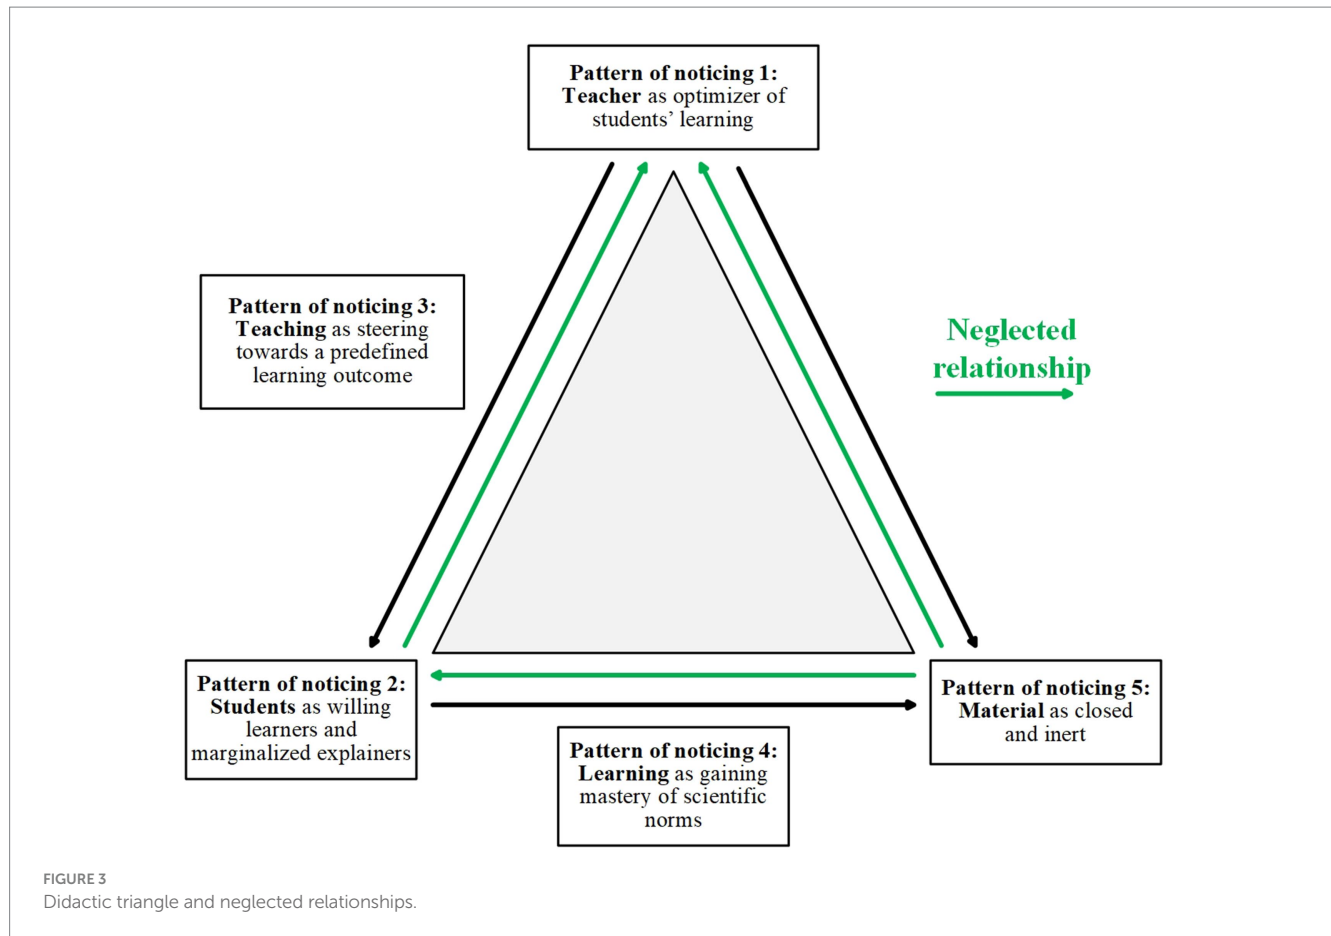 Pattern of noticing 1:
Teacher as optimizer of
students’ learning
Pattern of noticing 3:
Teaching as steering
towards a predefined
learning outcome
Neglected
relationship
Pattern of noticing 2:
Students as willing
learners and
marginalized explainers
Pattern of noticing 4:
Learning as gaining
mastery of scientific
norms
Pattern of noticing 5:
Material as closed
and inert
FIGURE 3
Didactic triangle and neglected relationships.